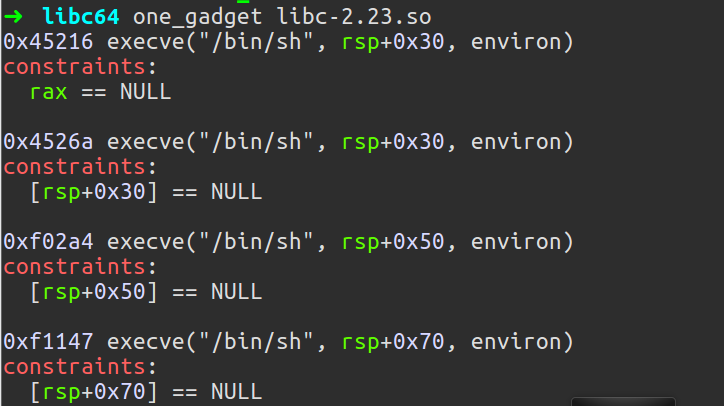 ➜ libc64 one_gadget libc-2.23.so
0x45216 execve("/bin/sh", rsp+0x30, environ)
constraints:
  rax == NULL

0x4526a execve("/bin/sh", rsp+0x30, environ)
constraints:
  [rsp+0x30] == NULL

0xf02a4 execve("/bin/sh", rsp+0x50, environ)
constraints:
  [rsp+0x50] == NULL

0xf1147 execve("/bin/sh", rsp+0x70, environ)
constraints:
  [rsp+0x70] == NULL